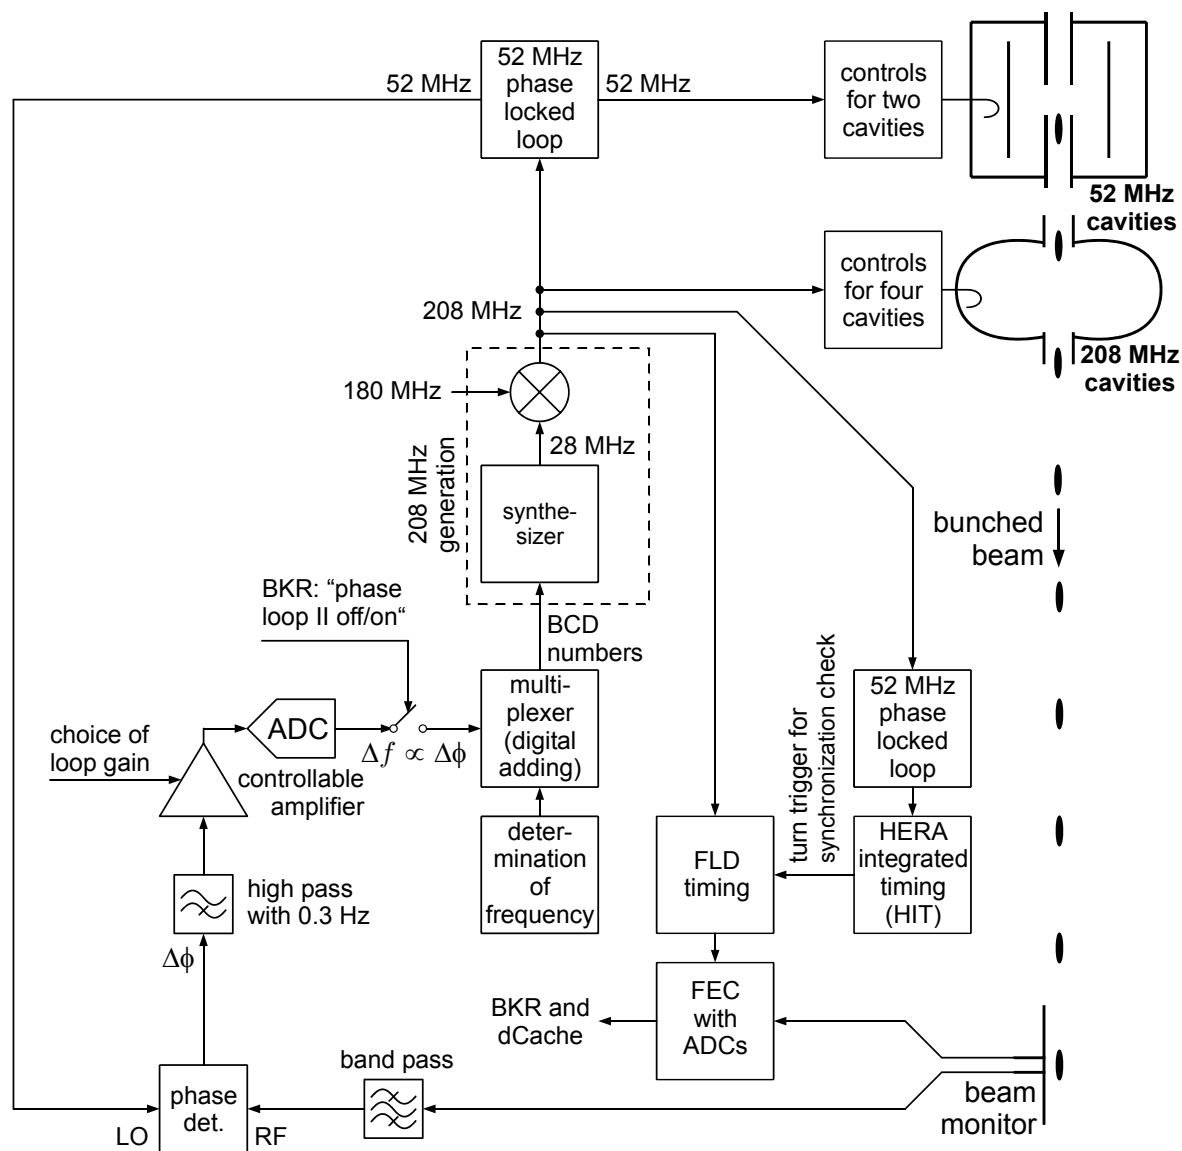 52 MHz
phase
locked
loop
52 MHz
52 MHz
controls
for two
cavities
52 MHz
cavities
controls
for four
cavities
208 MHz
cavities
208 MHz
180 MHz
28 MHz
208 MHz
generation
synthe-
sizer
bunched
beam
BKR: “phase
loop II off/on“
BCD
numbers
multi-
plexer
(digital
adding)
ADC
Δf ∝ Δϕ
choice of
loop gain
controllable
amplifier
52 MHz
phase
locked
loop
turn trigger for
synchronization check
deter-
mination
of
frequency
FLD
timing
HERA
integrated
timing
(HIT)
high pass
with 0.3 Hz
Δϕ
BKR and
dCache
FEC
with
ADCs
band pass
phase
det.
LO
RF
beam
monitor